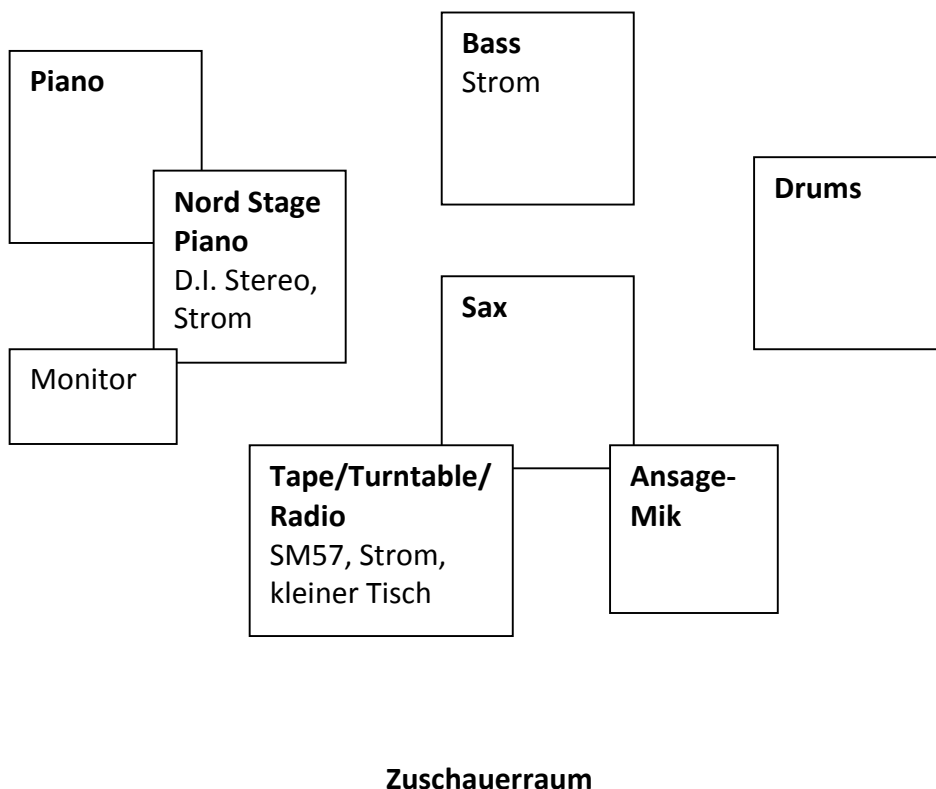 Bass
Strom
Piano
Drums
Nord Stage
Piano
D.I. Stereo,
Strom
Sax
Monitor
Tape/Turntable/
Radio
SM57, Strom,
kleiner Tisch
Ansage-
Mik
Zuschauerraum